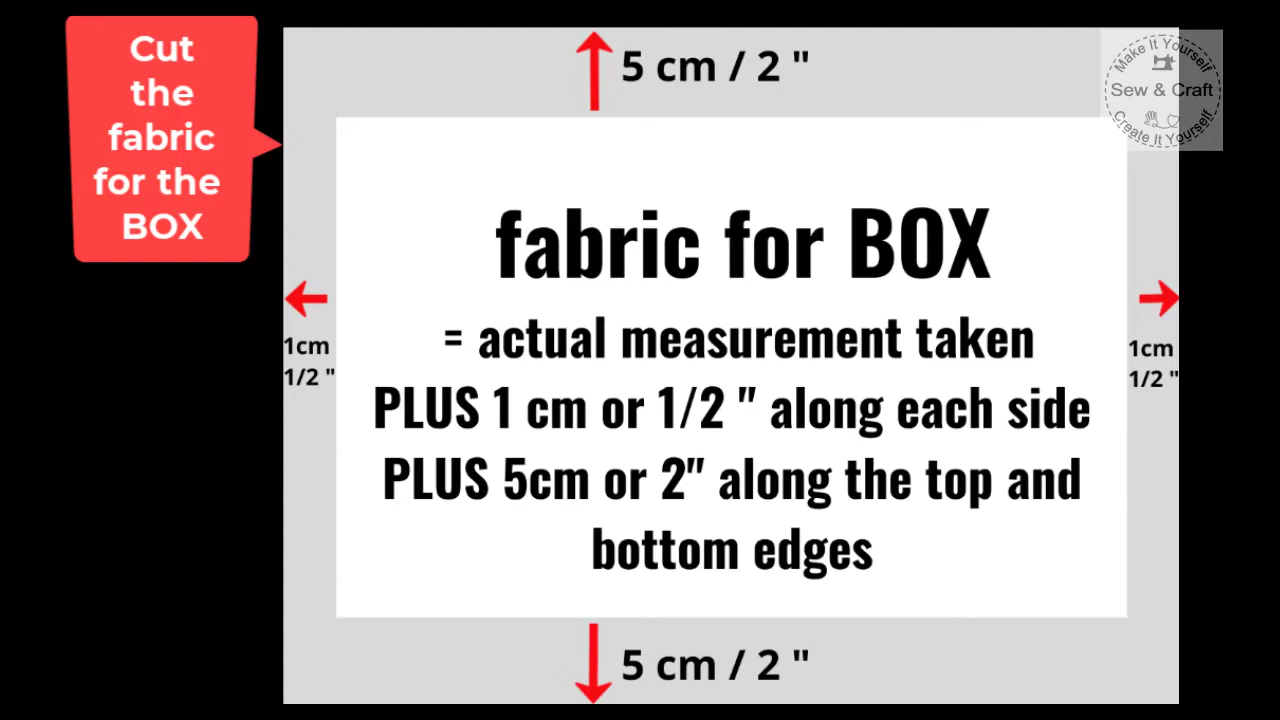 Cut
the
fabric
for the
BOX
5 cm / 2 "
Make It Yourself
Sew & Craft
Create It Yourself
fabric for BOX
= actual measurement taken
PLUS 1 cm or 1/2 " along each side
PLUS 5cm or 2" along the top and
bottom edges
1cm
1/2 "
1cm
1/2 "
5 cm / 2 "